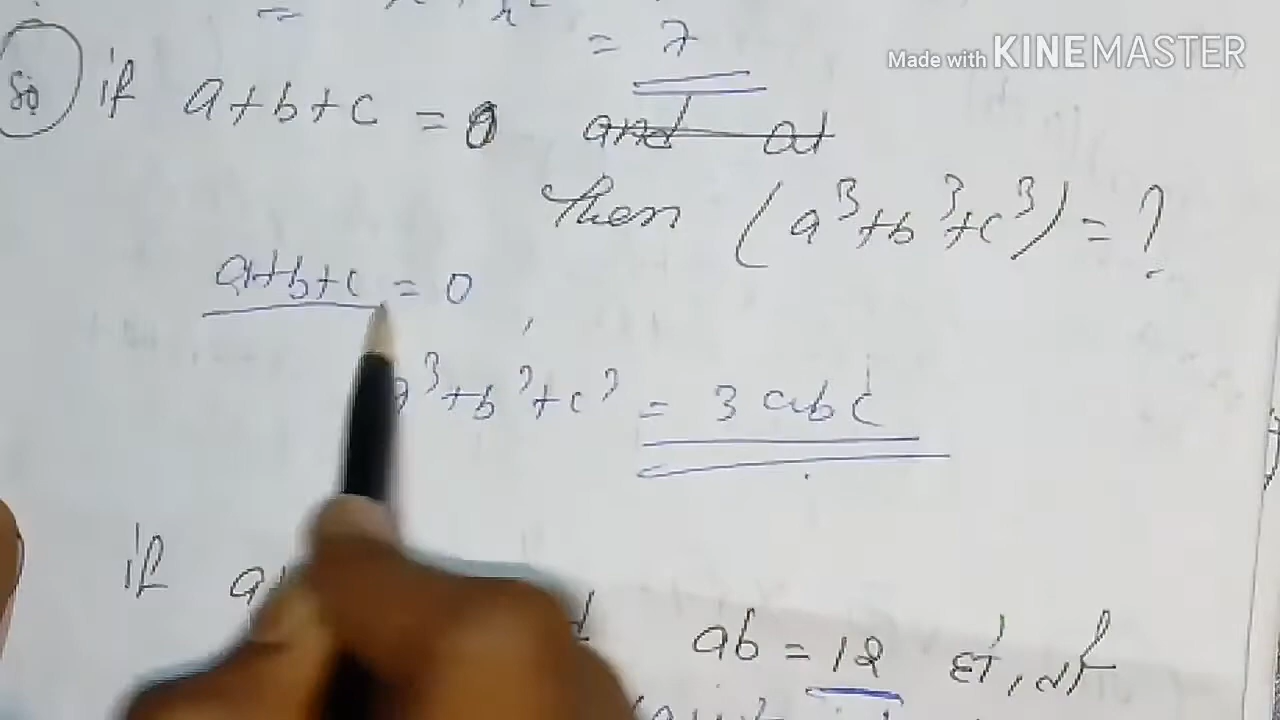 = 7
Made with KINEMASTER
50 if a+b+c = 0 and at
then (a³+b³+c³) = ?
a+b+c = 0
a³+b³+c³ = 3abc
if a+ ab = 12